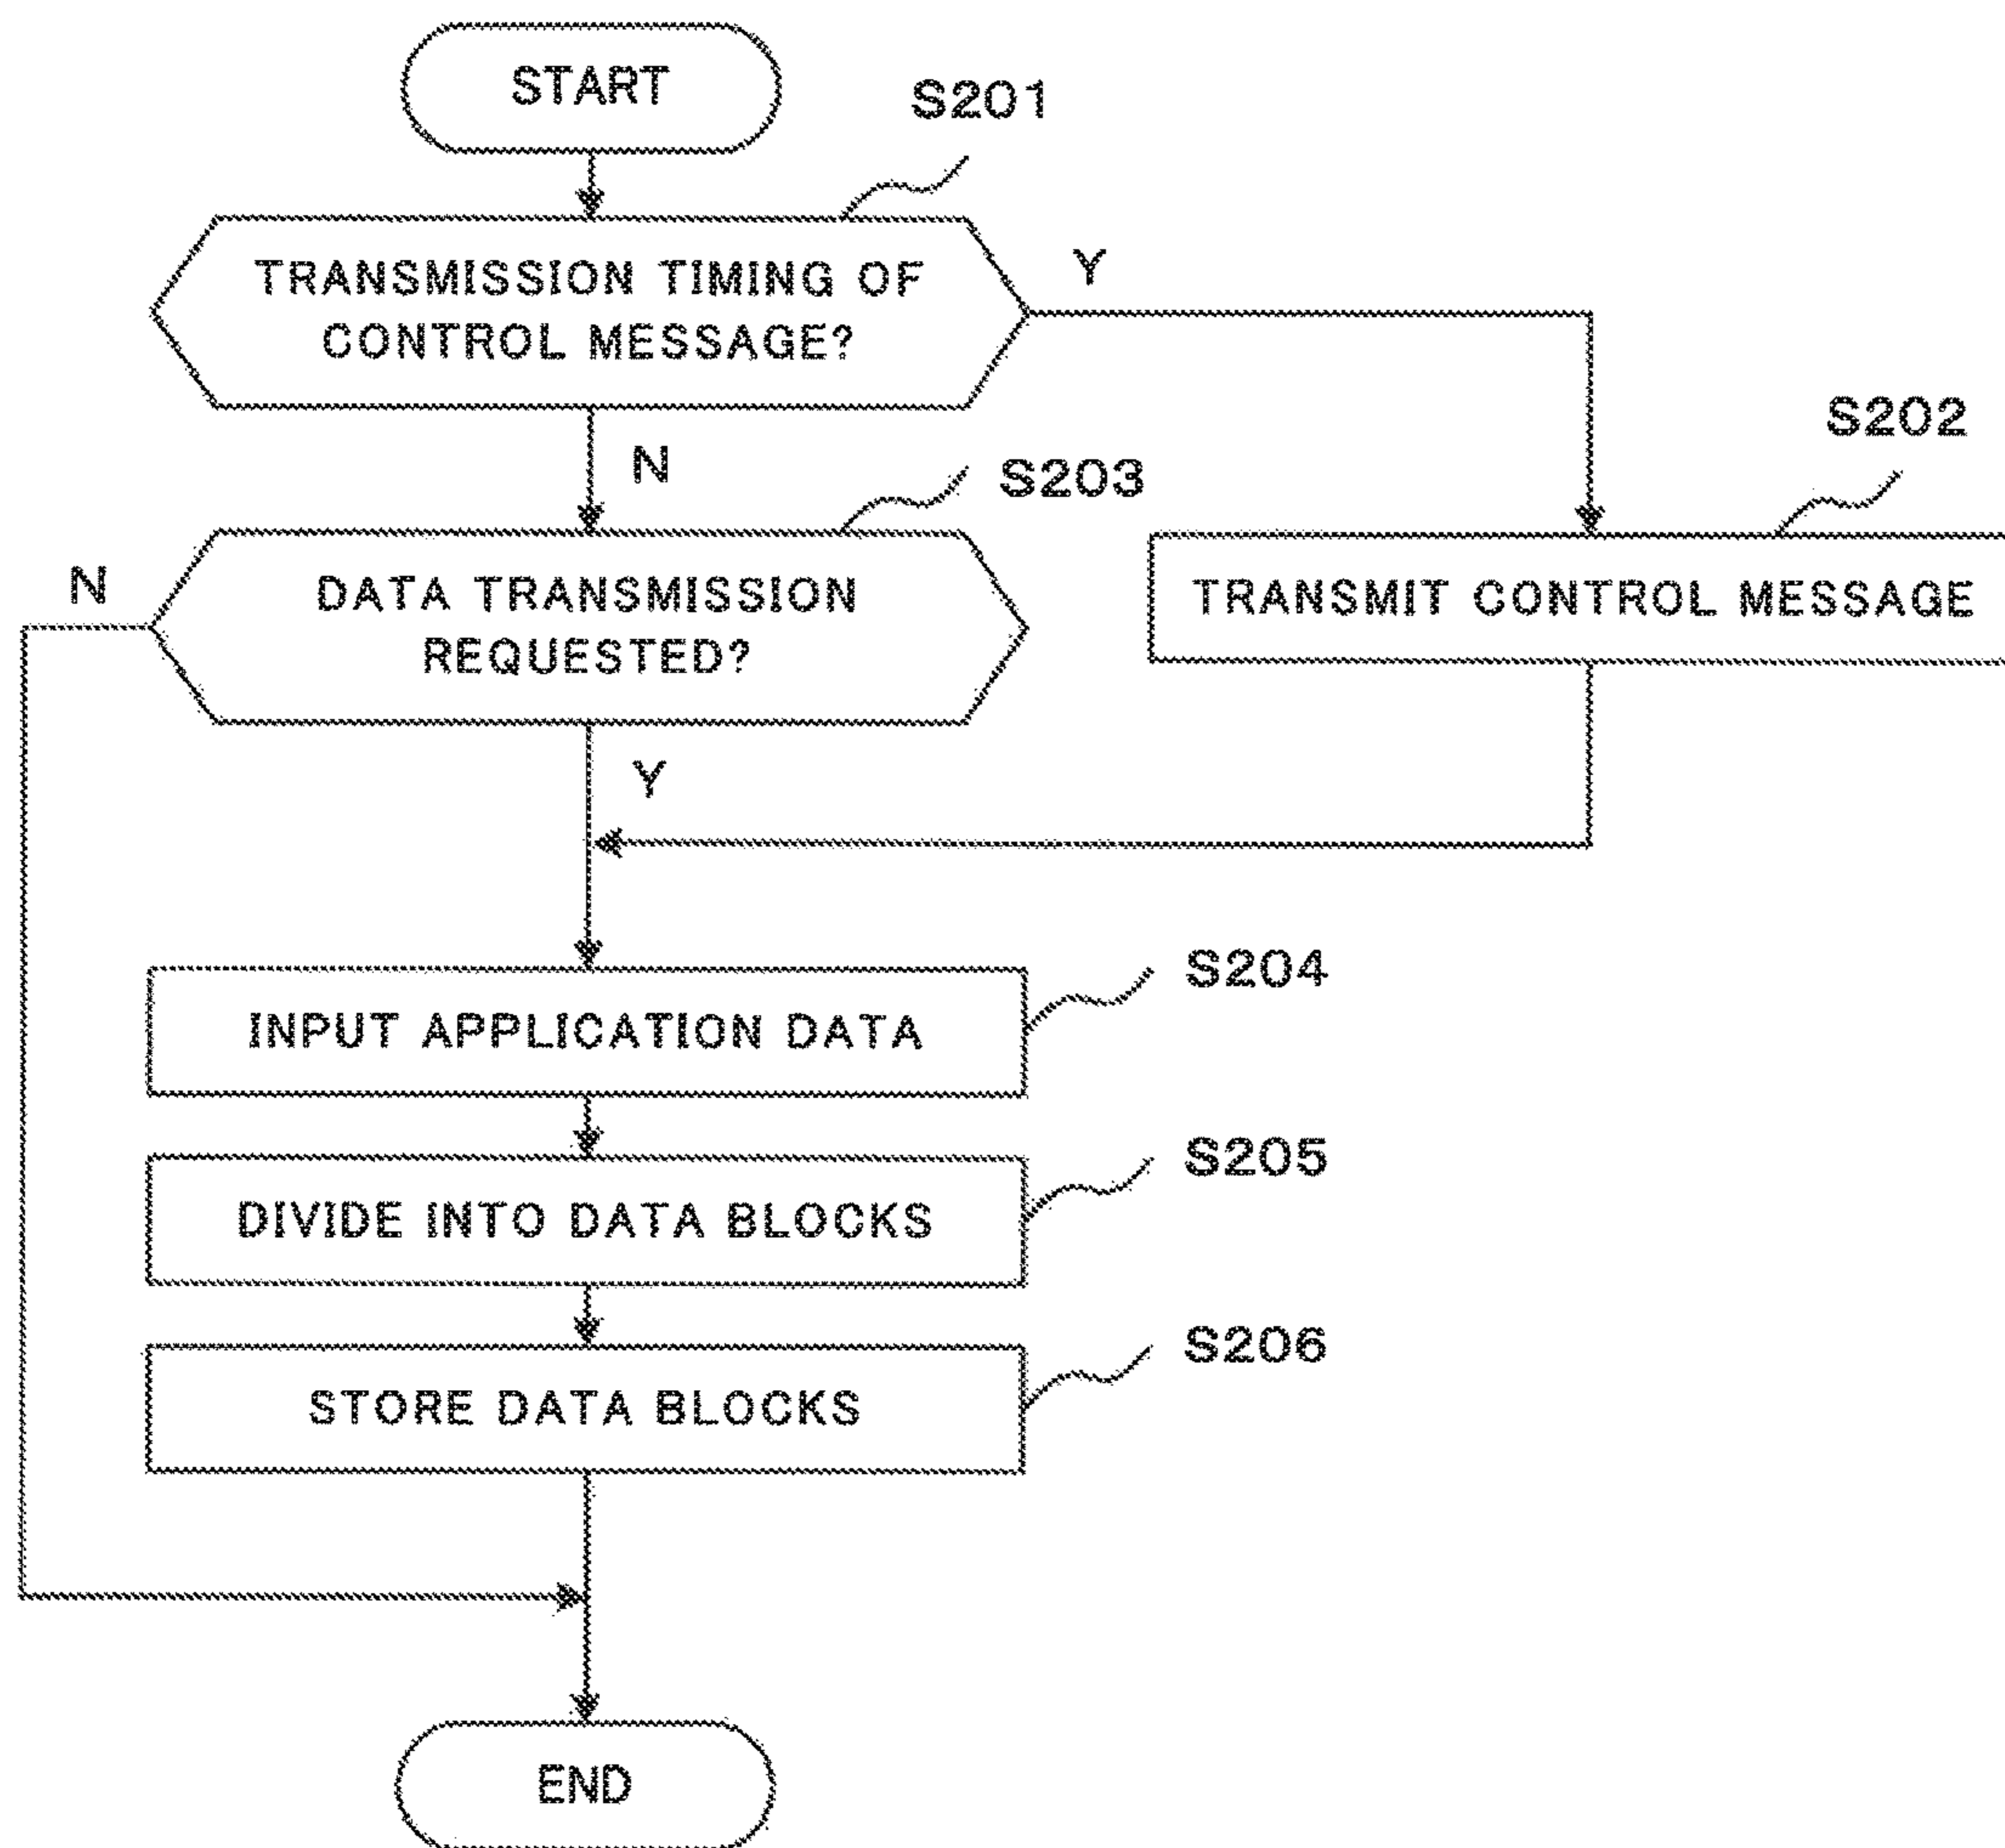 START
S201
TRANSMISSION TIMING OF
CONTROL MESSAGE?
Y
N
S202
TRANSMIT CONTROL MESSAGE
S203
DATA TRANSMISSION
REQUESTED?
N
Y
S204
INPUT APPLICATION DATA
S205
DIVIDE INTO DATA BLOCKS
S206
STORE DATA BLOCKS
END